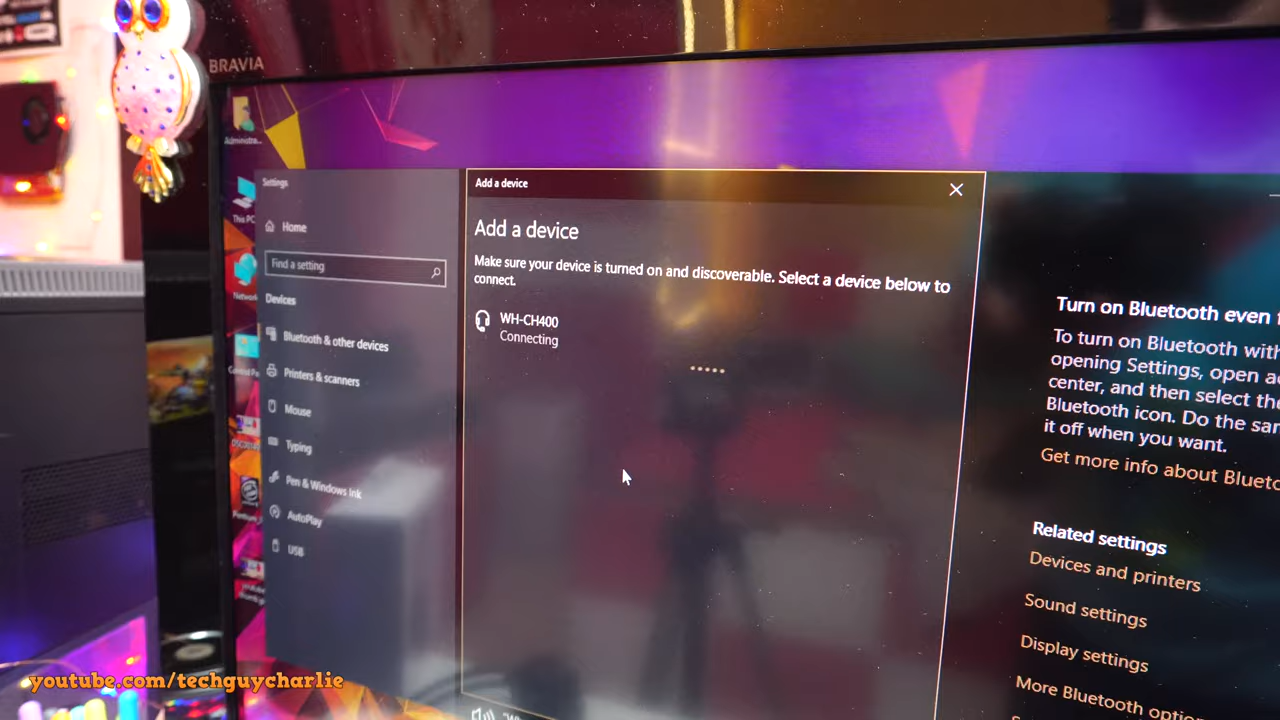 BRAVIA
Administra...
This PC
Settings
Home
Find a setting
Devices
Bluetooth & other devices
Printers & scanners
Mouse
Typing
Pen & Windows Ink
AutoPlay
USB
Add a device
Add a device
Make sure your device is turned on and discoverable. Select a device below to
connect.
WH-CH400
Connecting
Turn on Bluetooth even
To turn on Bluetooth with
opening Settings, open
center, and then select the
Bluetooth icon. Do the
it off when you want.
Get more info about
Related settings
Devices and printers
Sound settings
Display settings
More Bluetooth
youtube.com/techguycharlie